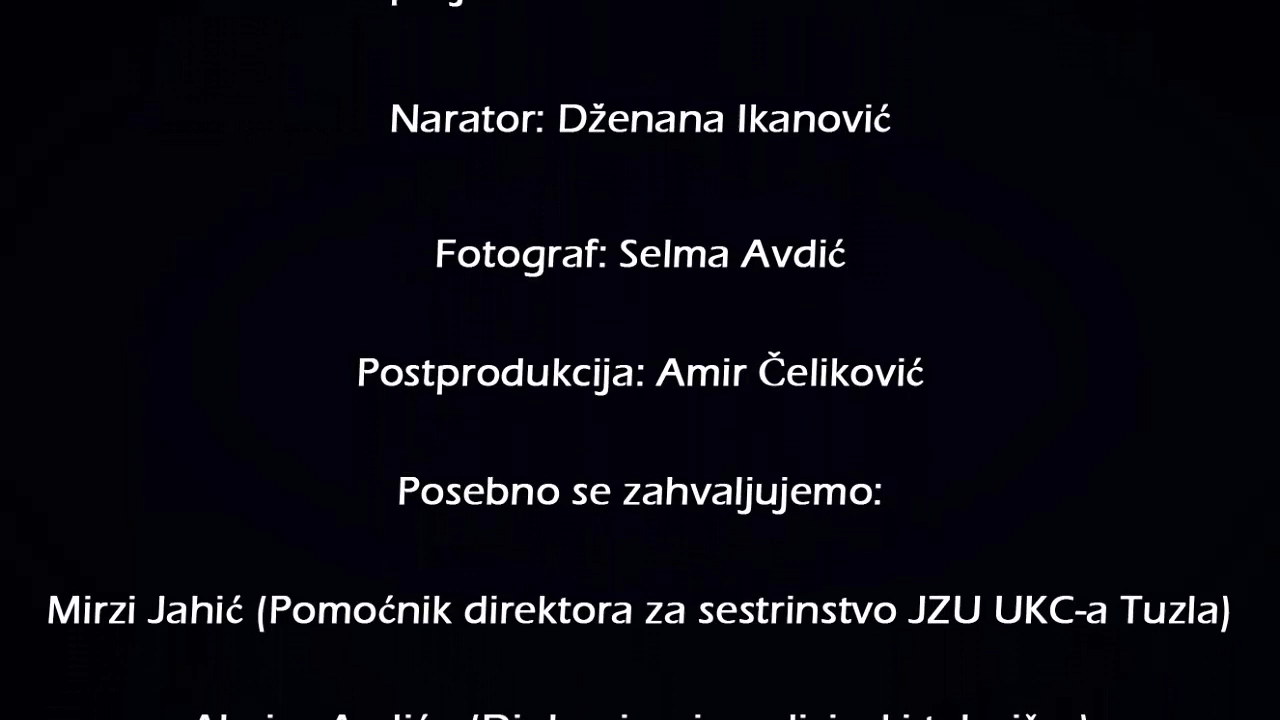 Narator: Dženana Ikanović
Fotograf: Selma Avdić
Postprodukcija: Amir Čeliković
Posebno se zahvaljujemo:
Mirzi Jahić (Pomoćnik direktora za sestrinstvo JZU UKC-a Tuzla)